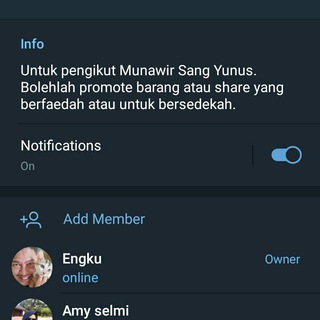 Info
Untuk pengikut Munawir Sang Yunus.
Bolehlah promote barang atau share yang
berfaedah atau untuk bersedekah.
Notifications
On
Add Member
Engku
Owner
online
Amy selmi